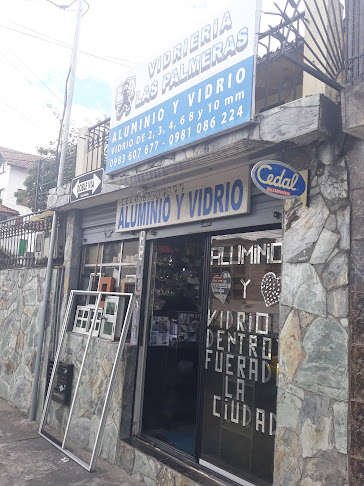 VIDRIERIA
LAS PALMERAS
ALUMINIO Y VIDRIO
VIDRIO DE 2, 3, 4, 6 8 y 10 mm
0983 607 677 - 0981 086 224
Cedal
ALUMINIO Y VIDRIO
ALUMINIO
Y
VIDRIO
DENTRO
FUERA D
LA
CIUDAD